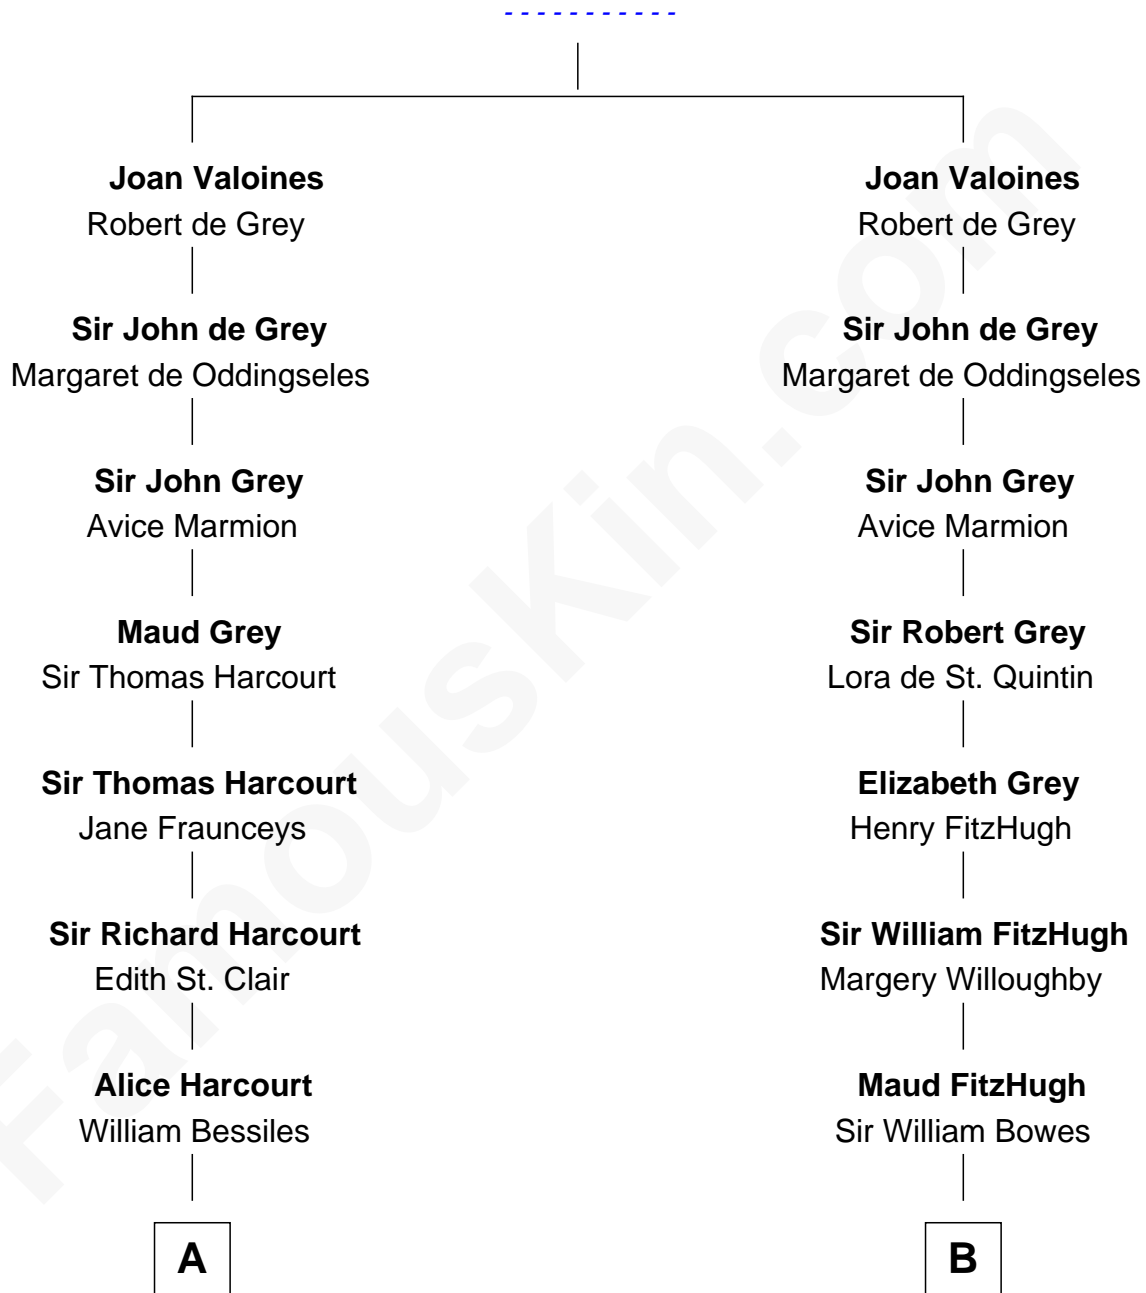 - - - - - - - - - - -
Joan Valoines
Robert de Grey
Sir John de Grey
Margaret de Oddingseles
Sir John Grey
Avice Marmion
Maud Grey
Sir Thomas Harcourt
Sir Thomas Harcourt
Jane Fraunceys
Sir Richard Harcourt
Edith St. Clair
Alice Harcourt
William Bessiles
A
Joan Valoines
Robert de Grey
Sir John de Grey
Margaret de Oddingseles
Sir John Grey
Avice Marmion
Sir Robert Grey
Lora de St. Quintin
Elizabeth Grey
Henry FitzHugh
Sir William FitzHugh
Margery Willoughby
Maud FitzHugh
Sir William Bowes
B
FamousKin.com